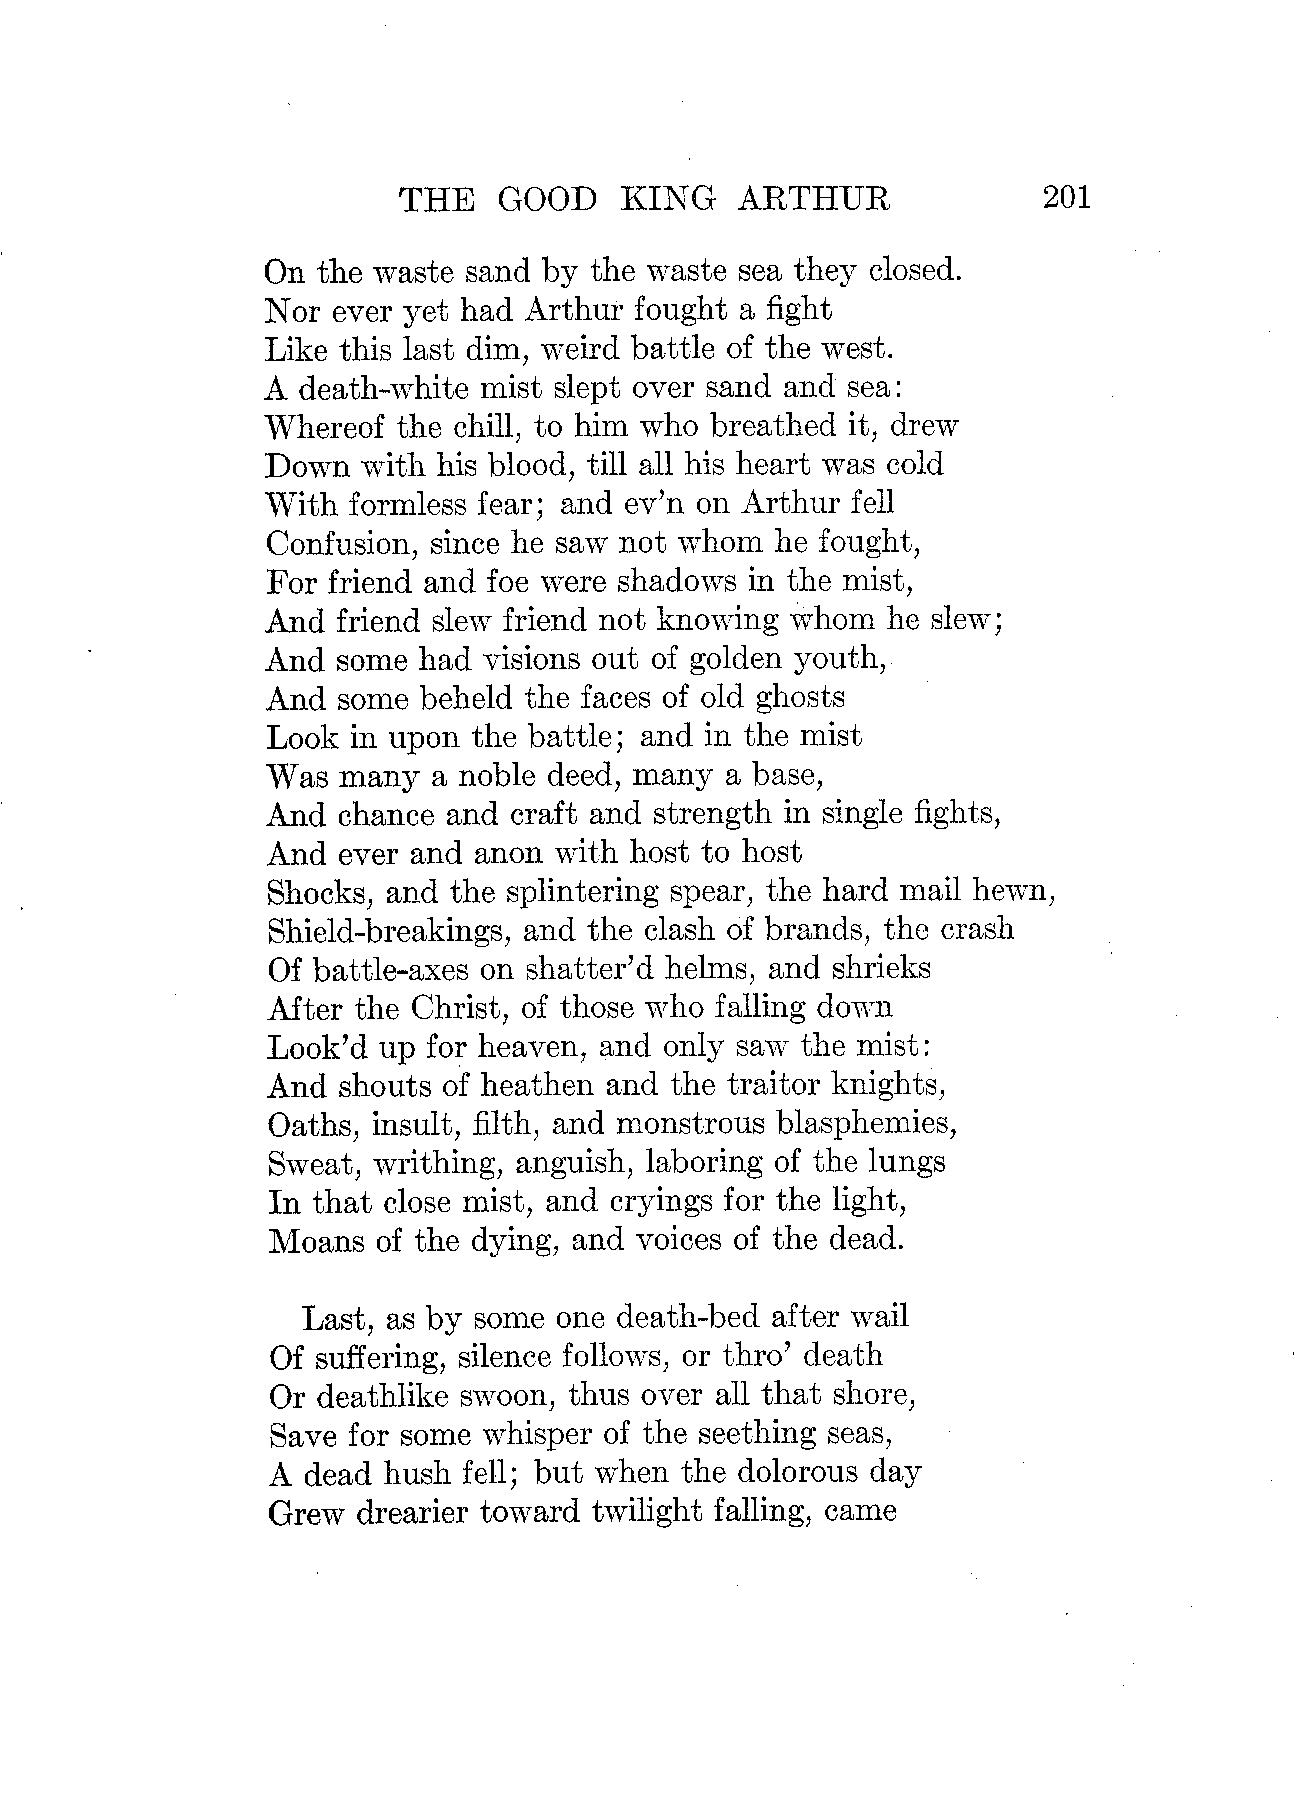 THE GOOD KING ARTHUR 201
On the waste sand by the waste sea they closed.
Nor ever yet had Arthur fought a fight
Like this last dim, weird battle of the west.
A death-white mist slept over sand and sea:
Whereof the chill, to him who breathed it, drew
Down with his blood, till all his heart was cold
With formless fear; and ev'n on Arthur fell
Confusion, since he saw not whom he fought,
For friend and foe were shadows in the mist,
And friend slew friend not knowing whom he slew;
And some had visions out of golden youth,
And some beheld the faces of old ghosts
Look in upon the battle; and in the mist
Was many a noble deed, many a base,
And chance and craft and strength in single fights,
And ever and anon with host to host
Shocks, and the splintering spear, the hard mail hewn,
Shield-breakings, and the clash of brands, the crash
Of battle-axes on shatter'd helms, and shrieks
After the Christ, of those who falling down
Look'd up for heaven, and only saw the mist:
And shouts of heathen and the traitor knights,
Oaths, insult, filth, and monstrous blasphemies,
Sweat, writhing, anguish, laboring of the lungs
In that close mist, and cryings for the light,
Moans of the dying, and voices of the dead.
Last, as by some one death-bed after wail
Of suffering, silence follows, or thro' death
Or deathlike swoon, thus over all that shore,
Save for some whisper of the seething seas,
A dead hush fell; but when the dolorous day
Grew drearier toward twilight falling, came